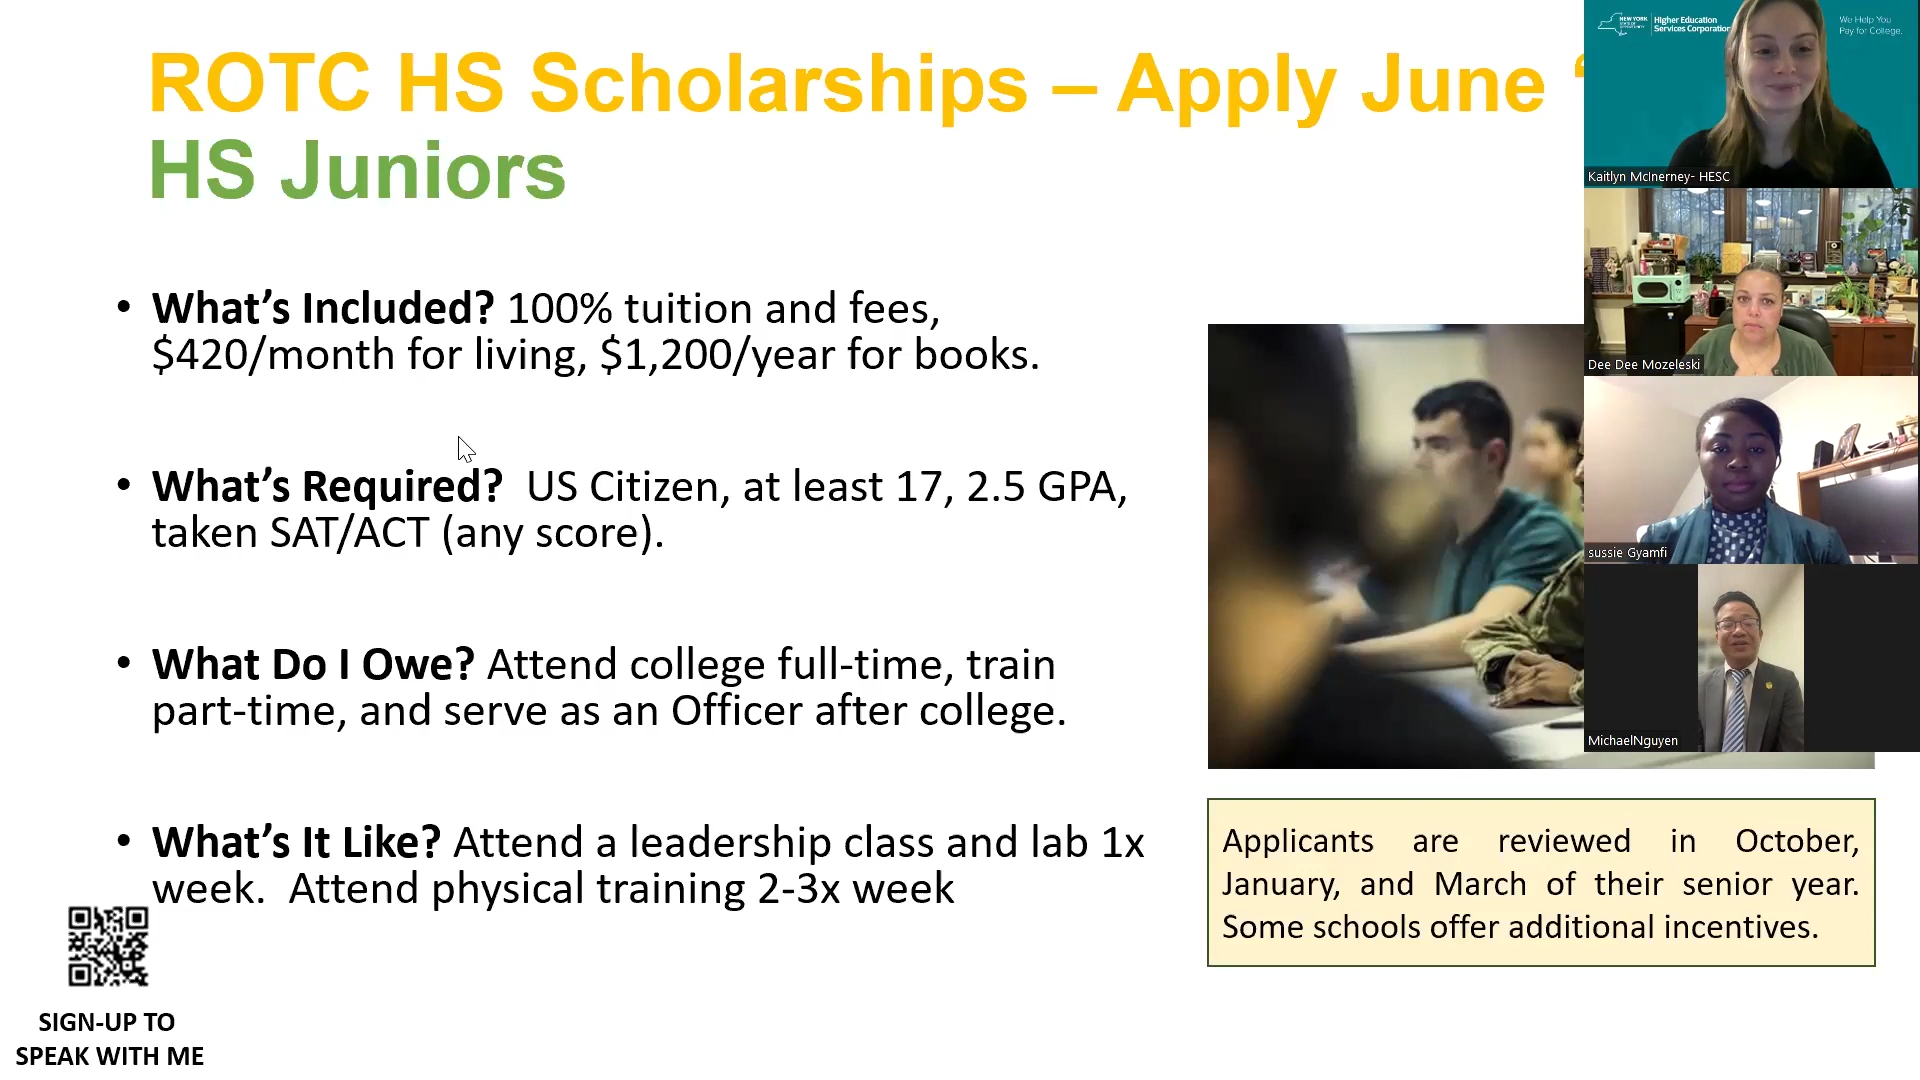 ROTC HS Scholarships – Apply June ‘
HS Juniors
• What’s Included? 100% tuition and fees,
$420/month for living, $1,200/year for books.
• What’s Required?  US Citizen, at least 17, 2.5 GPA,
taken SAT/ACT (any score).
• What Do I Owe? Attend college full-time, train
part-time, and serve as an Officer after college.
• What’s It Like? Attend a leadership class and lab 1x
week.  Attend physical training 2-3x week
SIGN-UP TO
SPEAK WITH ME
Applicants are reviewed in October,
January, and March of their senior year.
Some schools offer additional incentives.
NEW YORK
STATE OF
OPPORTUNITY
Higher Education
Services Corporation
We Help You
Pay for College.
Kaitlyn McInerney- HESC
Dee Dee Mozeleski
sussie Gyamfi
MichaelNguyen